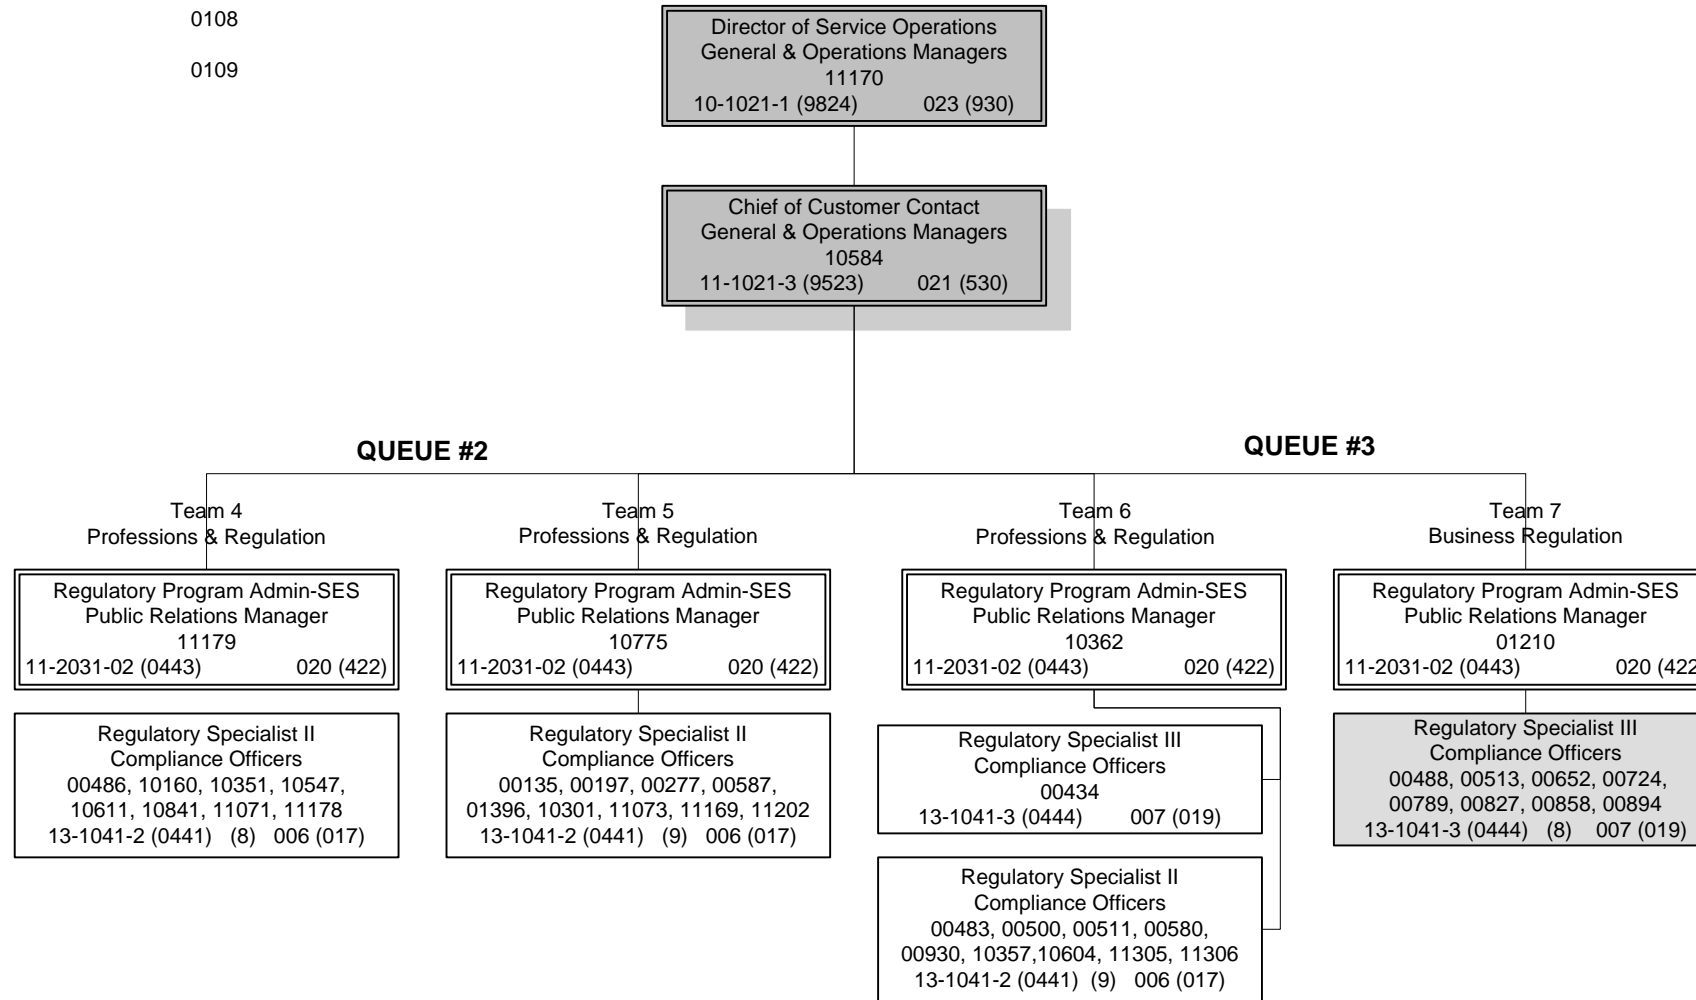 0108
0109
Director of Service Operations
General & Operations Managers
11170
10-1021-1 (9824) 023 (930)
Chief of Customer Contact
General & Operations Managers
10584
11-1021-3 (9523) 021 (530)
QUEUE #2
QUEUE #3
Team 4
Professions & Regulation
Team 5
Professions & Regulation
Team 6
Professions & Regulation
Team 7
Business Regulation
Regulatory Program Admin-SES
Public Relations Manager
11179
11-2031-02 (0443) 020 (422)
Regulatory Program Admin-SES
Public Relations Manager
10775
11-2031-02 (0443) 020 (422)
Regulatory Program Admin-SES
Public Relations Manager
10362
11-2031-02 (0443) 020 (422)
Regulatory Program Admin-SES
Public Relations Manager
01210
11-2031-02 (0443) 020 (422
Regulatory Specialist II
Compliance Officers
00486, 10160, 10351, 10547,
10611, 10841, 11071, 11178
13-1041-2 (0441) (8) 006 (017)
Regulatory Specialist II
Compliance Officers
00135, 00197, 00277, 00587,
01396, 10301, 11073, 11169, 11202
13-1041-2 (0441) (9) 006 (017)
Regulatory Specialist III
Compliance Officers
00434
13-1041-3 (0444) 007 (019)
Regulatory Specialist II
Compliance Officers
00483, 00500, 00511, 00580,
00930, 10357,10604, 11305, 11306
13-1041-2 (0441) (9) 006 (017)
Regulatory Specialist III
Compliance Officers
00488, 00513, 00652, 00724,
00789, 00827, 00858, 00894
13-1041-3 (0444) (8) 007 (019)